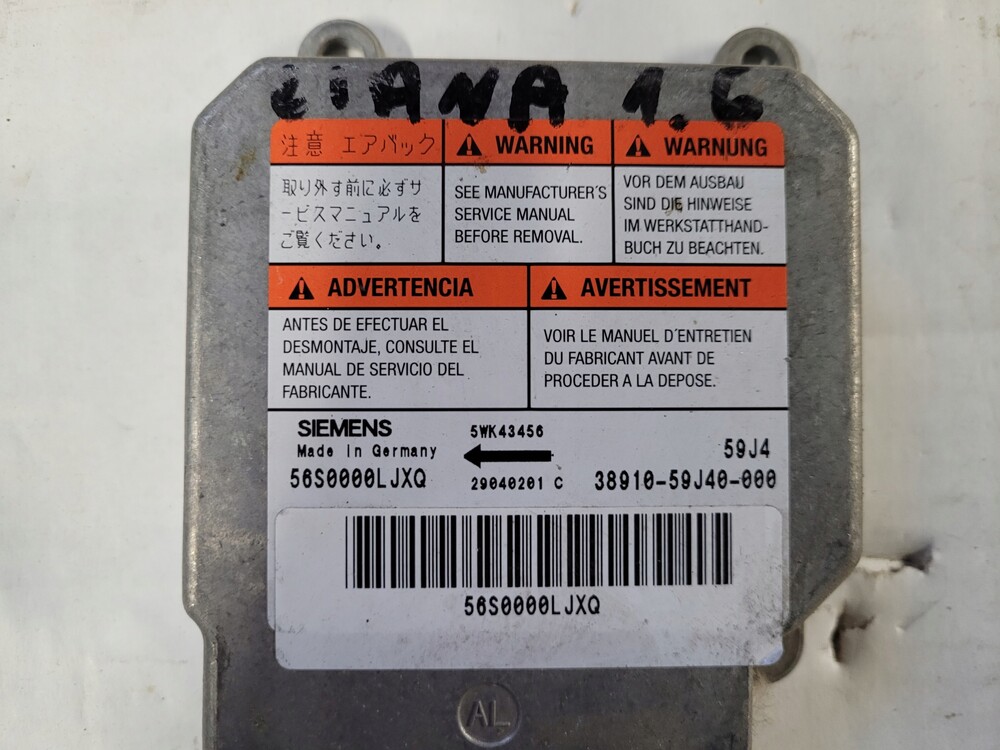 LIANA 1.6
注意 エアバック
取り外す前に必ずサ
ービスマニュアルを
ご覧ください。
WARNING
SEE MANUFACTURER'S
SERVICE MANUAL
BEFORE REMOVAL.
WARNUNG
VOR DEM AUSBAU
SIND DIE HINWEISE
IM WERKSTATTHAND-
BUCH ZU BEACHTEN.
ADVERTENCIA
ANTES DE EFECTUAR EL
DESMONTAJE, CONSULTE EL
MANUAL DE SERVICIO DEL
FABRICANTE.
AVERTISSEMENT
VOIR LE MANUEL D'ENTRETIEN
DU FABRICANT AVANT DE
PROCEDER A LA DEPOSE.
SIEMENS
Made in Germany
56S0000LJXQ
5WK43456
29040201 C
59J4
38910-59J40-000
56S0000LJXQ
AL